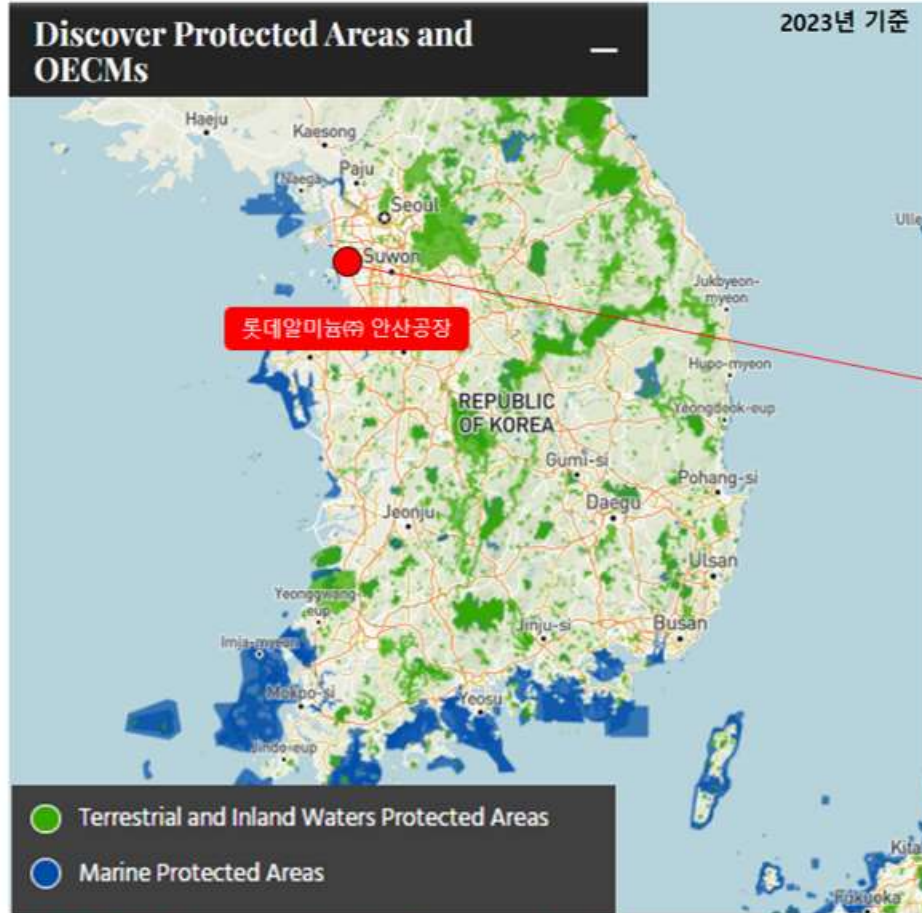 Discover Protected Areas and
OECMs
2023년 기준
Haeju
Kaesong
Paju
Naega
Seoul
Suwon
Ulle
Jukbyeon-
myeon
롯데알미늄㈜ 안산공장
Hupo-myeon
REPUBLIC
OF KOREA
Yeongdeok-eup
Gumi-si
Pohang-si
Daegu
Jeonju
Ulsan
Yeonggwang-
eup
Jinju-si
Busan
Imja-myeon
Mokpo-si
Yeosu
Jindo-eup
Terrestrial and Inland Waters Protected Areas
Marine Protected Areas
Kita
Fukuoka